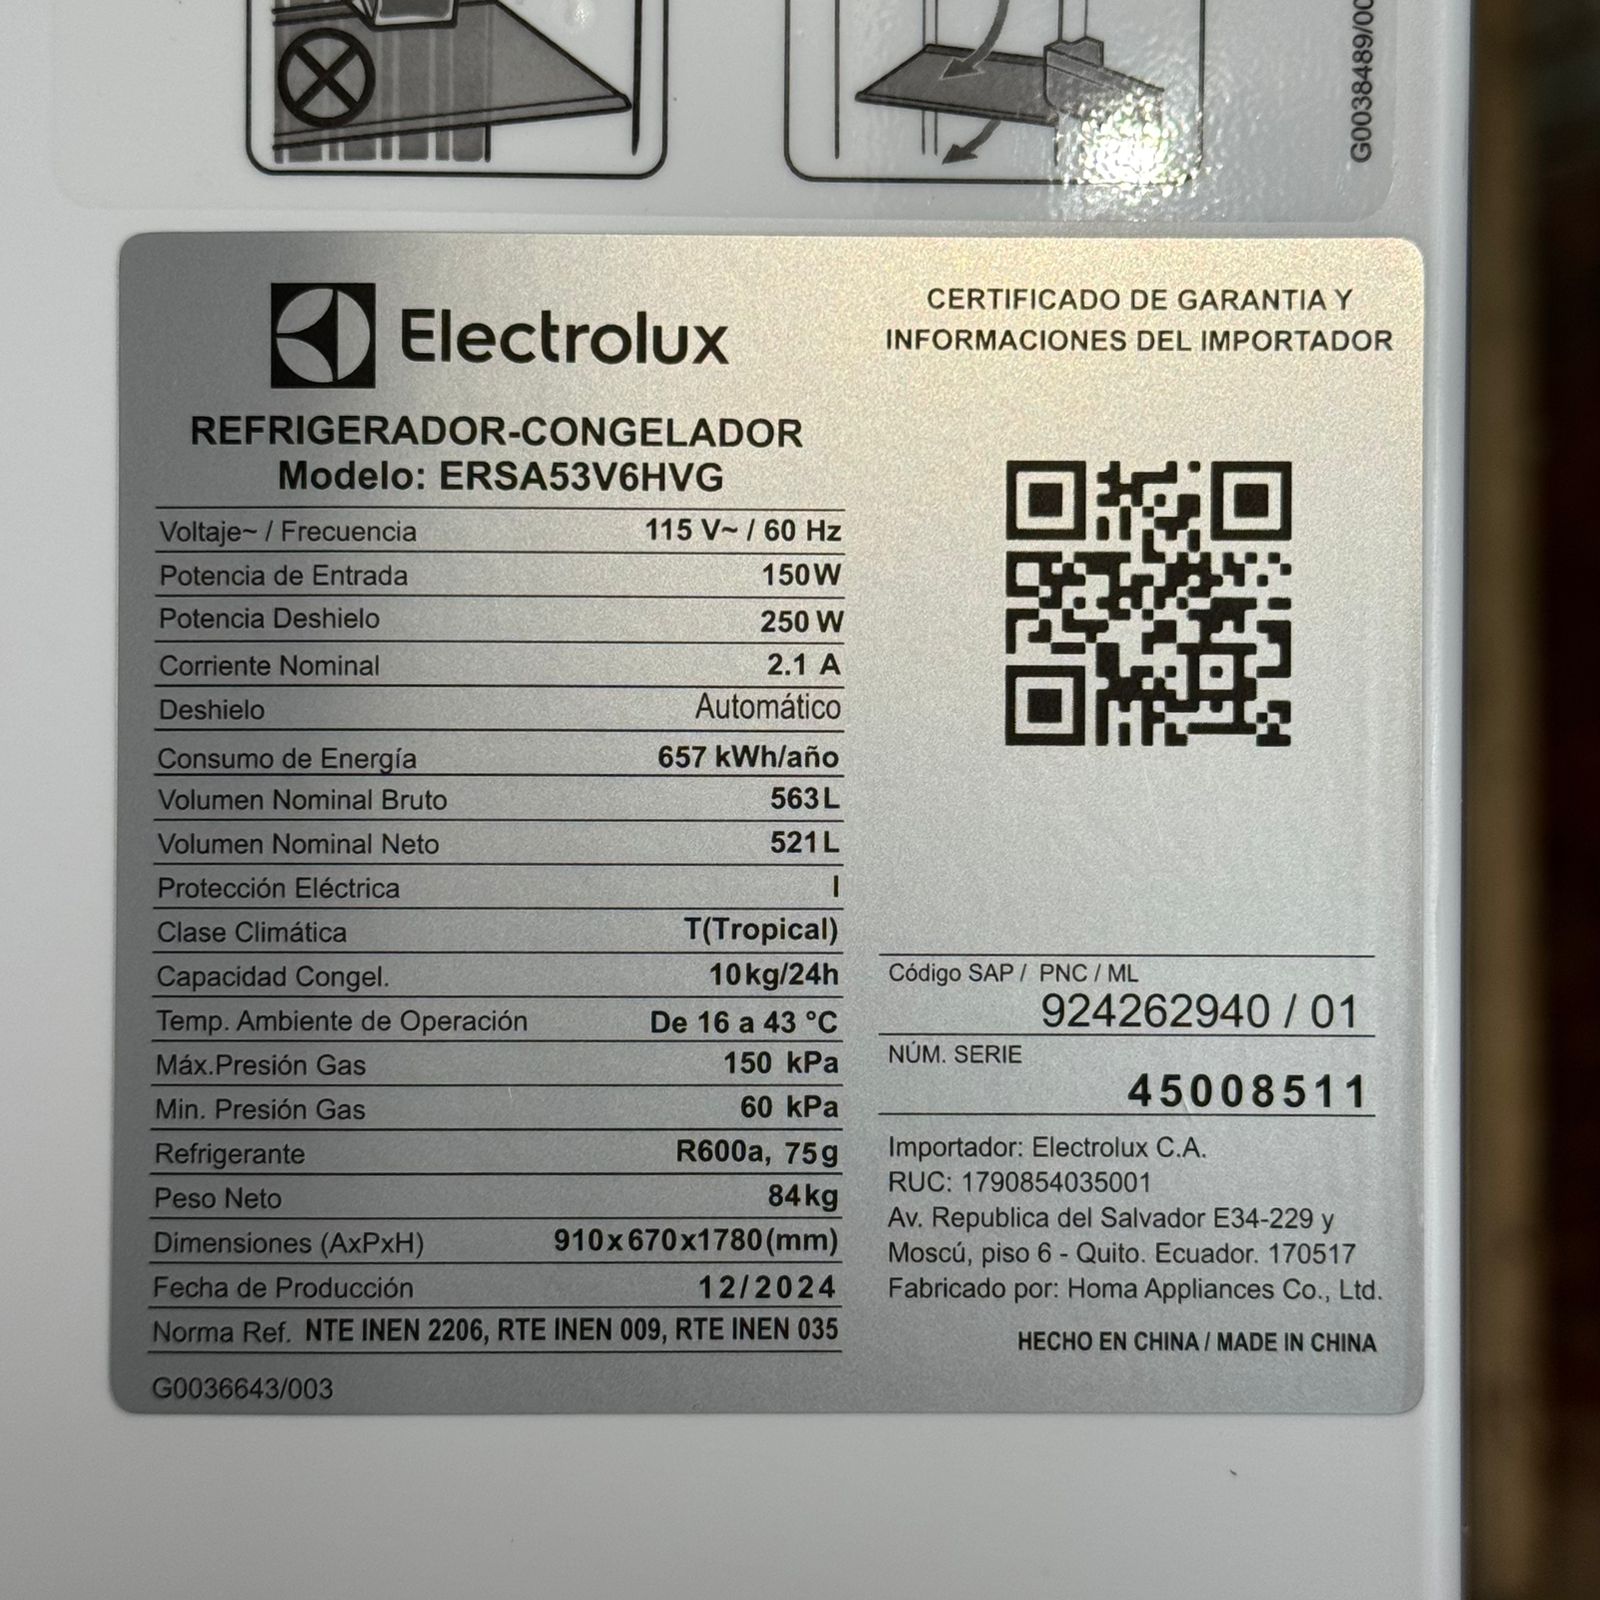 G0038489/00
Electrolux
REFRIGERADOR-CONGELADOR
Modelo: ERSA53V6HVG
Voltaje~ / Frecuencia 115 V~ / 60 Hz
Potencia de Entrada 150W
Potencia Deshielo 250 W
Corriente Nominal 2.1 A
Deshielo Automático
Consumo de Energía 657 kWh/año
Volumen Nominal Bruto 563L
Volumen Nominal Neto 521L
Protección Eléctrica I
Clase Climática T(Tropical)
Capacidad Congel. 10kg/24h
Temp. Ambiente de Operación De 16 a 43 °C
Máx.Presión Gas 150 kPa
Min. Presión Gas 60 kPa
Refrigerante R600a, 75g
Peso Neto 84kg
Dimensiones (AxPxH) 910x670x1780(mm)
Fecha de Producción 12/2024
Norma Ref. NTE INEN 2206, RTE INEN 009, RTE INEN 035
G0036643/003
CERTIFICADO DE GARANTIA Y
INFORMACIONES DEL IMPORTADOR
Código SAP / PNC / ML
924262940 / 01
NÚM. SERIE
45008511
Importador: Electrolux C.A.
RUC: 1790854035001
Av. Republica del Salvador E34-229 y
Moscú, piso 6 - Quito. Ecuador. 170517
Fabricado por: Homa Appliances Co., Ltd.
HECHO EN CHINA / MADE IN CHINA